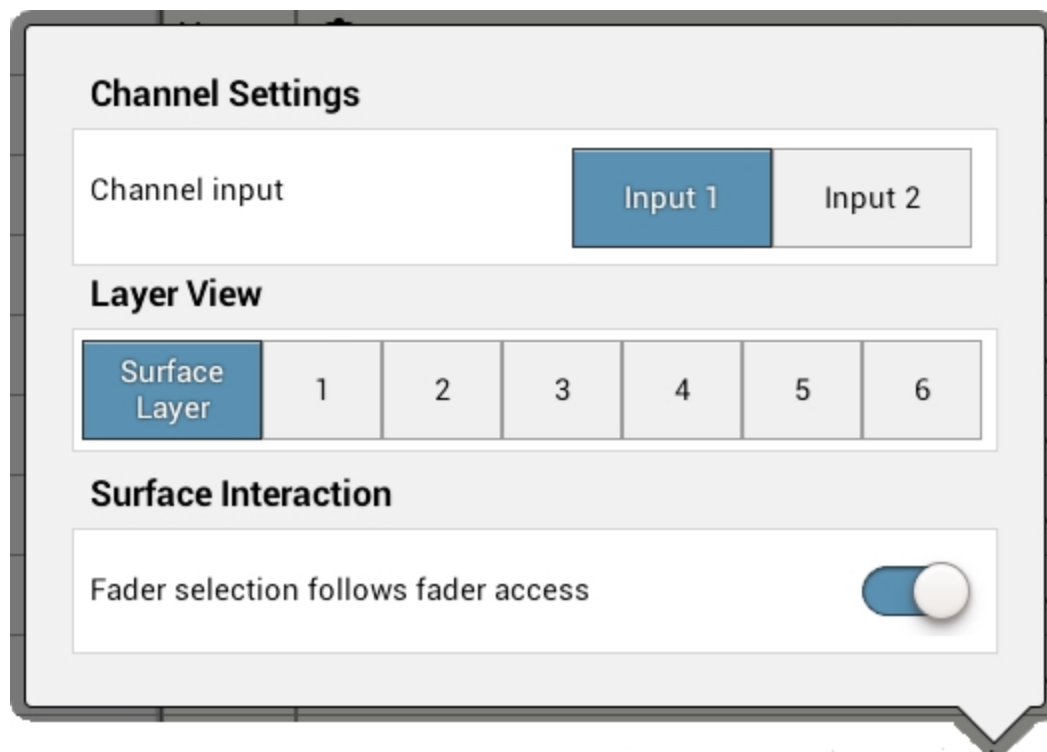 Channel Settings
Channel input
Input 1
Input 2
Layer View
Surface
Layer
1
2
3
4
5
6
Surface Interaction
Fader selection follows fader access